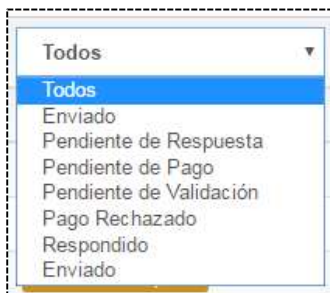 Todos
Todos
Enviado
Pendiente de Respuesta
Pendiente de Pago
Pendiente de Validación
Pago Rechazado
Respondido
Enviado